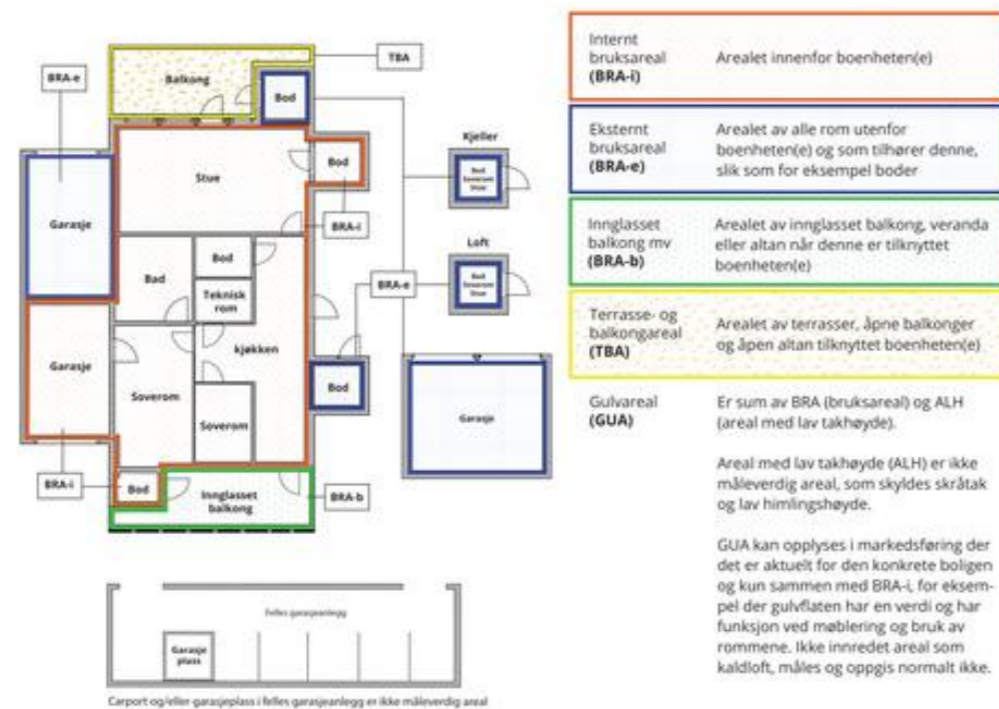 TBA
BRA-e
Balkong
Bod
Kjeller
Bod
Soverom
Stue
Stue
Bod
BRA-i
Garasje
Loft
Bod
Soverom
Stue
Bad
Bod
Teknisk
rom
BRA-e
kjøkken
Garasje
Soverom
Soverom
Bod
Garasje
BRA-i
Bod
Innglasset
balkong
BRA-b
Felles garasjeanlegg
Garasje
plass
Carport og/eller garasjeplass i felles garasjeanlegg er ikke måleverdig areal
Internt
bruksareal
(BRA-i)
Arealet innenfor boenheten(e)
Eksternt
bruksareal
(BRA-e)
Arealet av alle rom utenfor
boenheten(e) og som tilhører denne,
slik som for eksempel boder
Innglasset
balkong mv
(BRA-b)
Arealet av innglasset balkong, veranda
eller altan når denne er tilknyttet
boenheten(e)
Terrasse- og
balkongareal
(TBA)
Arealet av terrasser, åpne balkonger
og åpen altan tilknyttet boenheten(e)
Gulvareal
(GUA)
Er sum av BRA (bruksareal) og ALH
(areal med lav takhøyde).
Areal med lav takhøyde (ALH) er ikke
måleverdig areal, som skyldes skråtak
og lav himlingshøyde.
GUA kan opplyses i markedsføring der
det er aktuelt for den konkrete boligen
og kun sammen med BRA-i, for eksem-
pel der gulvflaten har en verdi og har
funksjon ved møblering og bruk av
rommene. Ikke innredet areal som
kaldloft, måles og oppgis normalt ikke.